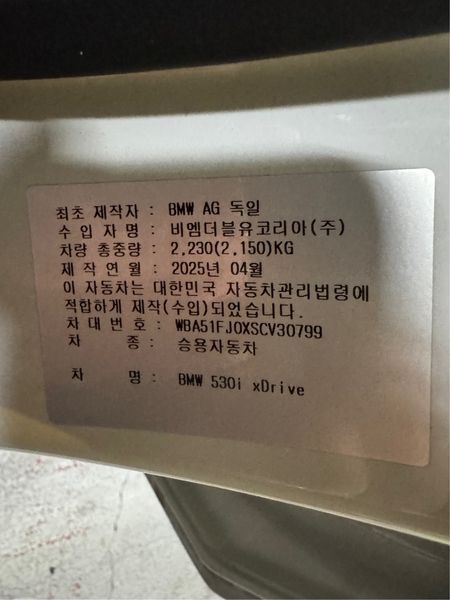 최초 제작자 : BMW AG 독일
수 입 자 명 : 비엠더블유코리아(주)
차량 총중량 : 2,230(2,150)KG
제 작 연 월 : 2025년 04월
이 자동차는 대한민국 자동차관리법령에
적합하게 제작(수입)되었습니다.
차 대 번 호 : WBA51FJ0XSCV30799
차 종 : 승용자동차
차 명 : BMW 530i xDrive